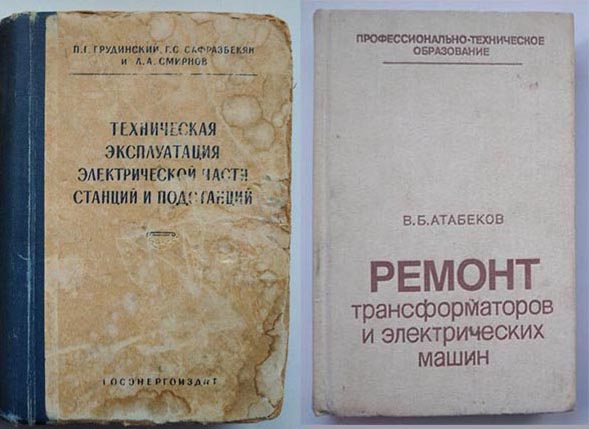 П.Г. ГРУДИНСКИЙ, Г.С. САФРАЗБЕКЯН
И Л.А. СМИРНОВ
ТЕХНИЧЕСКАЯ
ЭКСПЛУАТАЦИЯ
ЭЛЕКТРИЧЕСКОЙ ЧАСТИ
СТАНЦИЙ И ПОДСТАНЦИЙ
ГОСЭНЕРГОИЗДАТ
ПРОФЕССИОНАЛЬНО-ТЕХНИЧЕСКОЕ
ОБРАЗОВАНИЕ
В.Б.АТАБЕКОВ
РЕМОНТ
трансформаторов
и электрических
машин